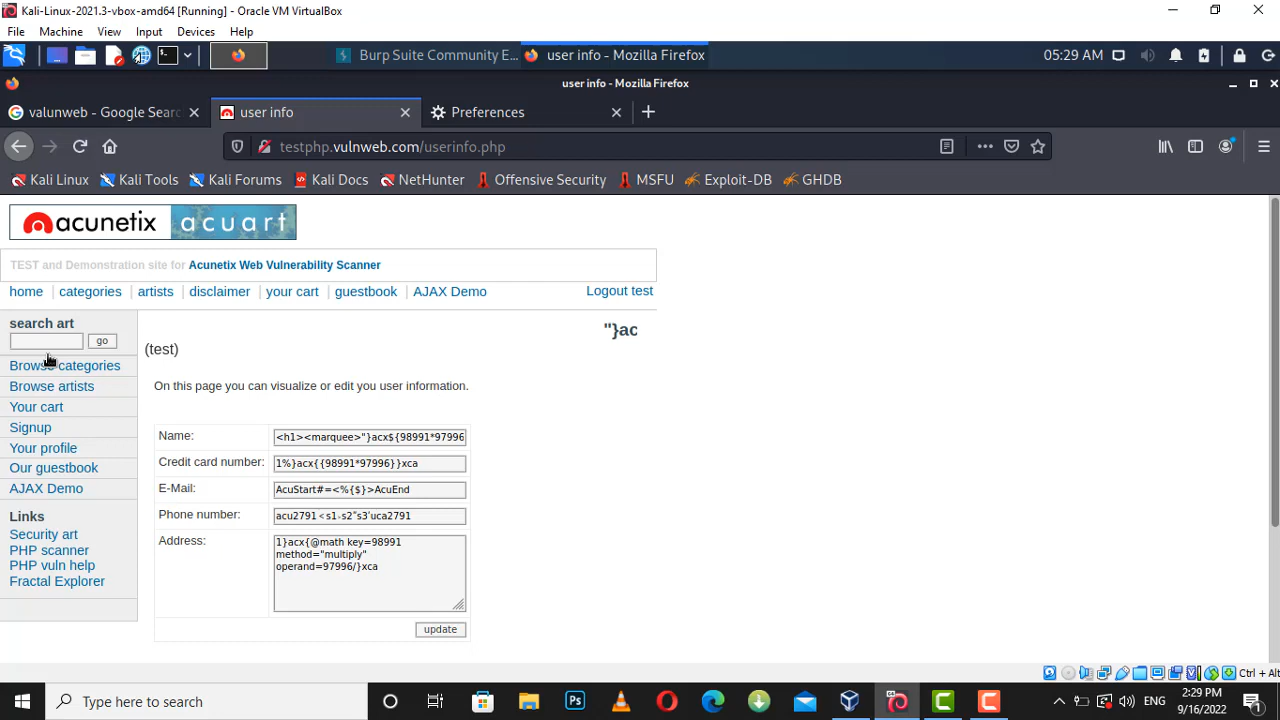 Kali-Linux-2021.3-vbox-amd64 [Running] - Oracle VM VirtualBox
File Machine View Input Devices Help
Burp Suite Community E... user info - Mozilla Firefox 05:29 AM
user info - Mozilla Firefox
valunweb - Google Searc user info Preferences
testphp.vulnweb.com/userinfo.php
Kali Linux Kali Tools Kali Forums Kali Docs NetHunter Offensive Security MSFU Exploit-DB GHDB
acunetix acuart
TEST and Demonstration site for Acunetix Web Vulnerability Scanner
home | categories | artists | disclaimer | your cart | guestbook | AJAX Demo Logout test
search art
go
Browse categories
Browse artists
Your cart
Signup
Your profile
Our guestbook
AJAX Demo
Links
Security art
PHP scanner
PHP vuln help
Fractal Explorer
"}ac
(test)
On this page you can visualize or edit you user information.
Name: <h1><marquee>"}acx${98991*97996
Credit card number: 1%}acx{{98991*97996}}xca
E-Mail: AcuStart#=<%{$}>AcuEnd
Phone number: acu2791＜s1﹥s2ʺs3ʹuca2791
Address: 1}acx{@math key=98991
method="multiply"
operand=97996/}xca
update
Ctrl + Alt
Type here to search
Ps
ENG
2:29 PM
9/16/2022
1